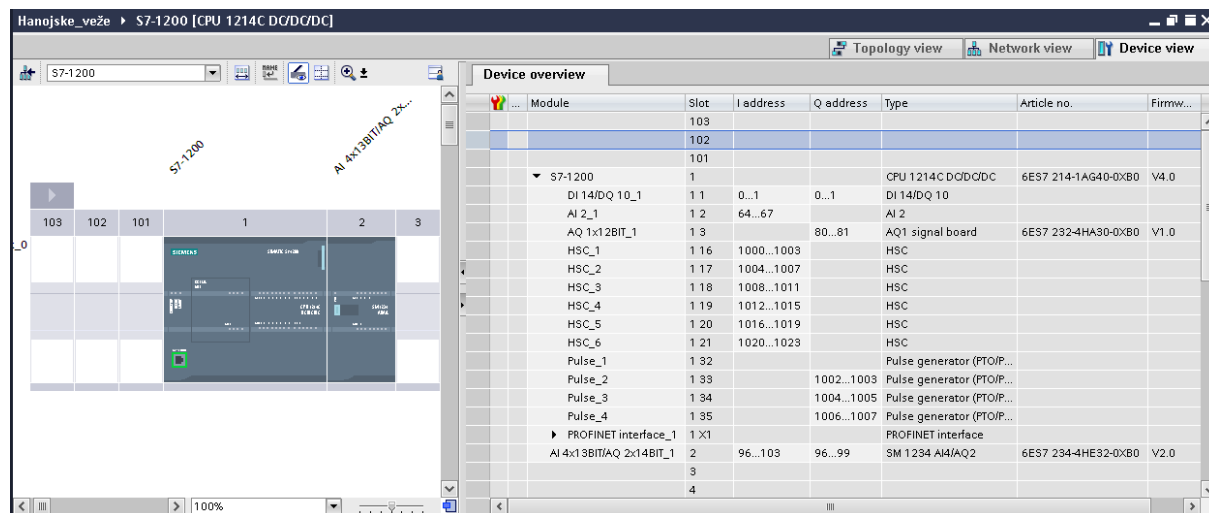 Hanojske_veže ▸ S7-1200 [CPU 1214C DC/DC/DC]
Topology view Network view Device view
S7-1200
Device overview
S7-1200 AI 4x13BIT/AQ 2x...
103 102 101 1 2 3
SIEMENS
... Module Slot I address Q address Type Article no. Firmw...
103
102
101
S7-1200 1 CPU 1214C DC/DC/DC 6ES7 214-1AG40-0XB0 V4.0
DI 14/DQ 10_1 1 1 0...1 0...1 DI 14/DQ 10
AI 2_1 1 2 64...67 AI 2
AQ 1x12BIT_1 1 3 80...81 AQ1 signal board 6ES7 232-4HA30-0XB0 V1.0
HSC_1 1 16 1000...1003 HSC
HSC_2 1 17 1004...1007 HSC
HSC_3 1 18 1008...1011 HSC
HSC_4 1 19 1012...1015 HSC
HSC_5 1 20 1016...1019 HSC
HSC_6 1 21 1020...1023 HSC
Pulse_1 1 32 Pulse generator (PTO/P...
Pulse_2 1 33 1002...1003 Pulse generator (PTO/P...
Pulse_3 1 34 1004...1005 Pulse generator (PTO/P...
Pulse_4 1 35 1006...1007 Pulse generator (PTO/P...
PROFINET interface_1 1 X1 PROFINET interface
AI 4x13BIT/AQ 2x14BIT_1 2 96...103 96...99 SM 1234 AI4/AQ2 6ES7 234-4HE32-0XB0 V2.0
3
4
100%